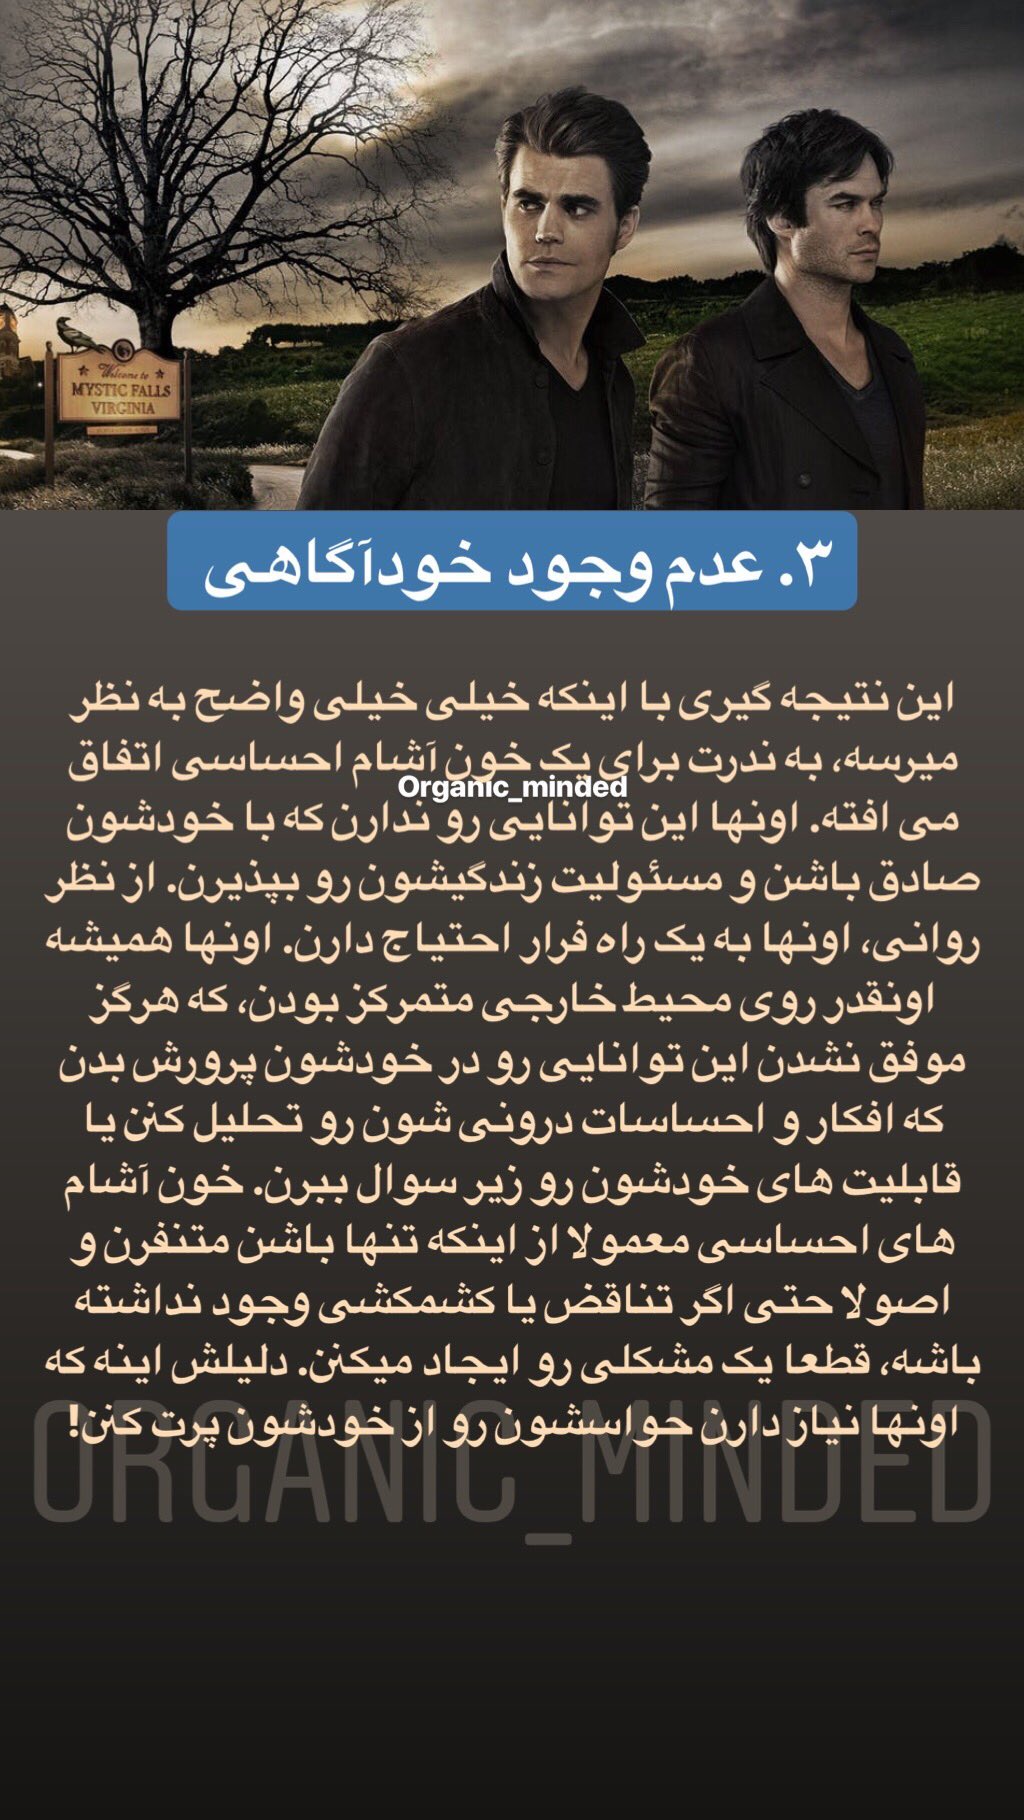 Welcome to
MYSTIC FALLS
VIRGINIA
۳. عدم وجود خودآگاهی
این نتیجه گیری با اینکه خیلی خیلی واضح به نظر
میرسه، به ندرت برای یک خون آشام احساسی اتفاق
Organic_minded
می افته. اونها این توانایی رو ندارن که با خودشون
صادق باشن و مسئولیت زندگیشون رو بپذیرن. از نظر
روانی، اونها به یک راه فرار احتیاج دارن. اونها همیشه
اونقدر روی محیط خارجی متمرکز بودن، که هرگز
موفق نشدن این توانایی رو در خودشون پرورش بدن
که افکار و احساسات درونی شون رو تحلیل کنن یا
قابلیت های خودشون رو زیر سوال ببرن. خون آشام
های احساسی معمولا از اینکه تنها باشن متنفرن و
اصولا حتی اگر تناقض یا کشمکشی وجود نداشته
باشه، قطعا یک مشکلی رو ایجاد میکنن. دلیلش اینه که
اونها نیاز دارن حواسشون رو از خودشون پرت کنن!
ORGANIC_MINDED